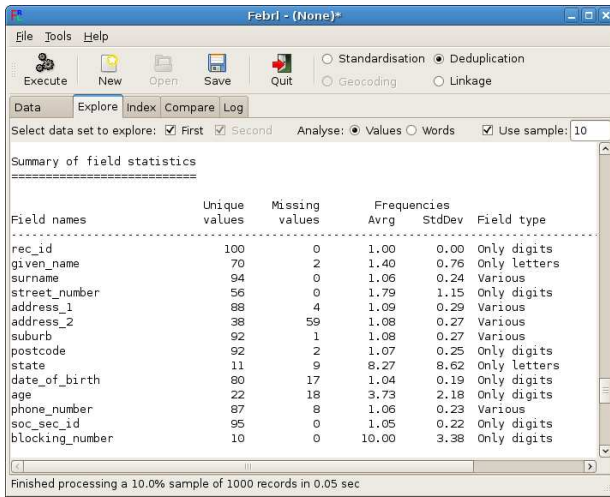 Febrl - (None)*
File Tools Help
Execute New Open Save Quit Standardisation Deduplication
Geocoding Linkage
Data Explore Index Compare Log
Select data set to explore: First Second Analyse: Values Words Use sample: 10
Summary of field statistics
===========================
Unique Missing Frequencies
Field names values values Avrg StdDev Field type
rec_id 100 0 1.00 0.00 Only digits
given_name 70 2 1.40 0.76 Only letters
surname 94 0 1.06 0.24 Various
street_number 56 0 1.79 1.15 Only digits
address_1 88 4 1.09 0.29 Various
address_2 38 59 1.08 0.27 Various
suburb 92 1 1.08 0.27 Various
postcode 92 2 1.07 0.25 Only digits
state 11 9 8.27 8.62 Only letters
date_of_birth 80 17 1.04 0.19 Only digits
age 22 18 3.73 2.18 Only digits
phone_number 87 8 1.06 0.23 Various
soc_sec_id 95 0 1.05 0.22 Only digits
blocking_number 10 0 10.00 3.38 Only digits
Finished processing a 10.0% sample of 1000 records in 0.05 sec